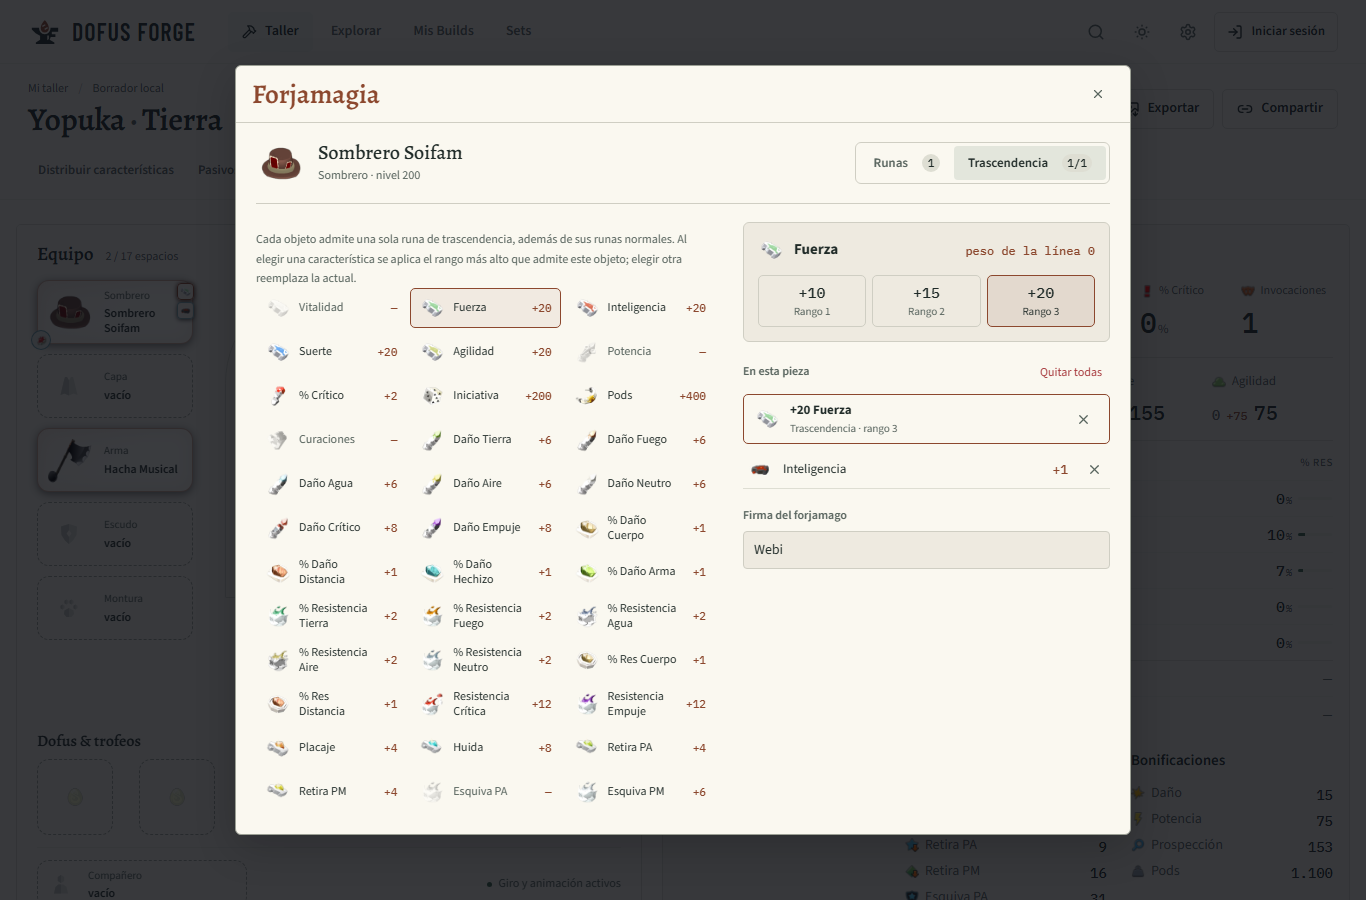 DOFUS FORGE
Taller
Explorar
Mis Builds
Sets
Iniciar sesión
Mi taller / Borrador local
Yopuka · Tierra
Exportar
Compartir
Distribuir características
Equipo 2 / 17 espacios
Sombrero
Sombrero
Soifam
Capa
vacío
Arma
Hacha Musical
Escudo
vacío
Montura
vacío
Dofus & trofeos
Compañero
vacío
Giro y animación activos
Forjamagia
Sombrero Soifam
Sombrero · nivel 200
Runas 1
Trascendencia 1/1
Cada objeto admite una sola runa de trascendencia, además de sus runas normales. Al
elegir una característica se aplica el rango más alto que admite este objeto; elegir otra
reemplaza la actual.
Vitalidad —
Fuerza +20
Inteligencia +20
Suerte +20
Agilidad +20
Potencia —
% Crítico +2
Iniciativa +200
Pods +400
Curaciones —
Daño Tierra +6
Daño Fuego +6
Daño Agua +6
Daño Aire +6
Daño Neutro +6
Daño Crítico +8
Daño Empuje +8
% Daño
Cuerpo +1
% Daño
Distancia +1
% Daño
Hechizo +1
% Daño Arma +1
% Resistencia
Tierra +2
% Resistencia
Fuego +2
% Resistencia
Agua +2
% Resistencia
Aire +2
% Resistencia
Neutro +2
% Res Cuerpo +1
% Res
Distancia +1
Resistencia
Crítica +12
Resistencia
Empuje +12
Placaje +4
Huida +8
Retira PA +4
Retira PM +4
Esquiva PA —
Esquiva PM +6
Fuerza
peso de la línea 0
+10
Rango 1
+15
Rango 2
+20
Rango 3
En esta pieza
Quitar todas
+20 Fuerza
Trascendencia · rango 3
Inteligencia +1
Firma del forjamago
Webi
% Crítico
0%
Invocaciones
1
155
Agilidad
0 +75 75
% RES
0%
10%
7%
0%
0%
—
—
Bonificaciones
Daño 15
Potencia 75
Prospección 153
Pods 1.100
Retira PA 9
Retira PM 16
Esquiva PA 31